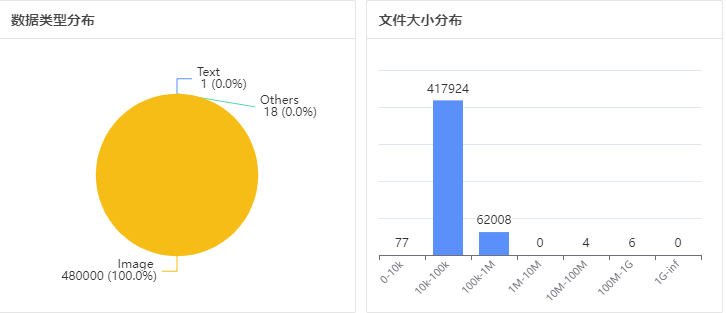 数据类型分布
Text
1 (0.0%)
Others
18 (0.0%)
Image
480000 (100.0%)
文件大小分布
417924
62008
77
0
4
6
0
0-10k
10k-100k
100k-1M
1M-10M
10M-100M
100M-1G
1G-inf